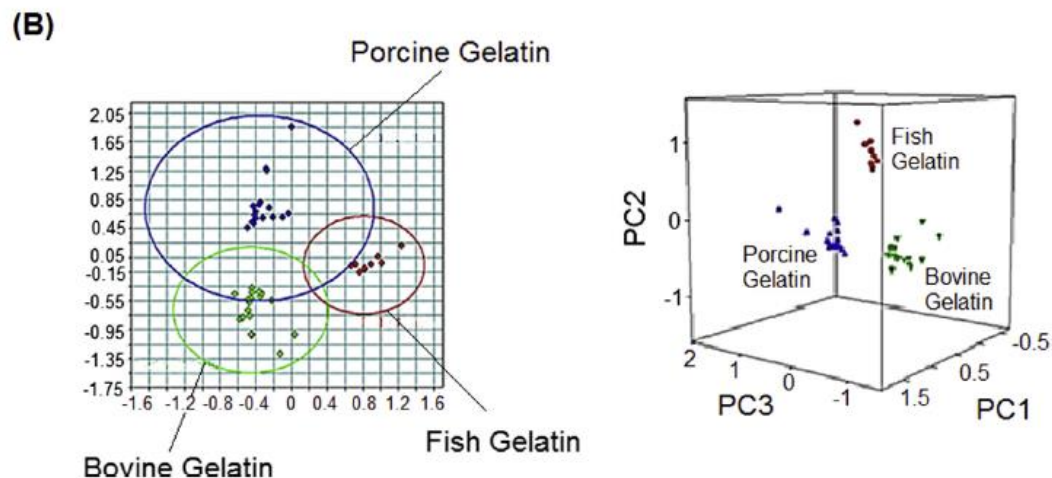 (B)
Porcine Gelatin
2.05
1.65
1.25
0.85
0.45
0.05
-0.15
-0.55
-0.95
-1.35
-1.75
-1.6 -1.2 -0.8 -0.4 0 0.4 0.8 1.2 1.6
Bovine Gelatin
Fish Gelatin
PC2
1
0
-1
Fish
Gelatin
Porcine
Gelatin
Bovine
Gelatin
2 1 0 -1
PC3
1.5 0.5 -0.5
PC1